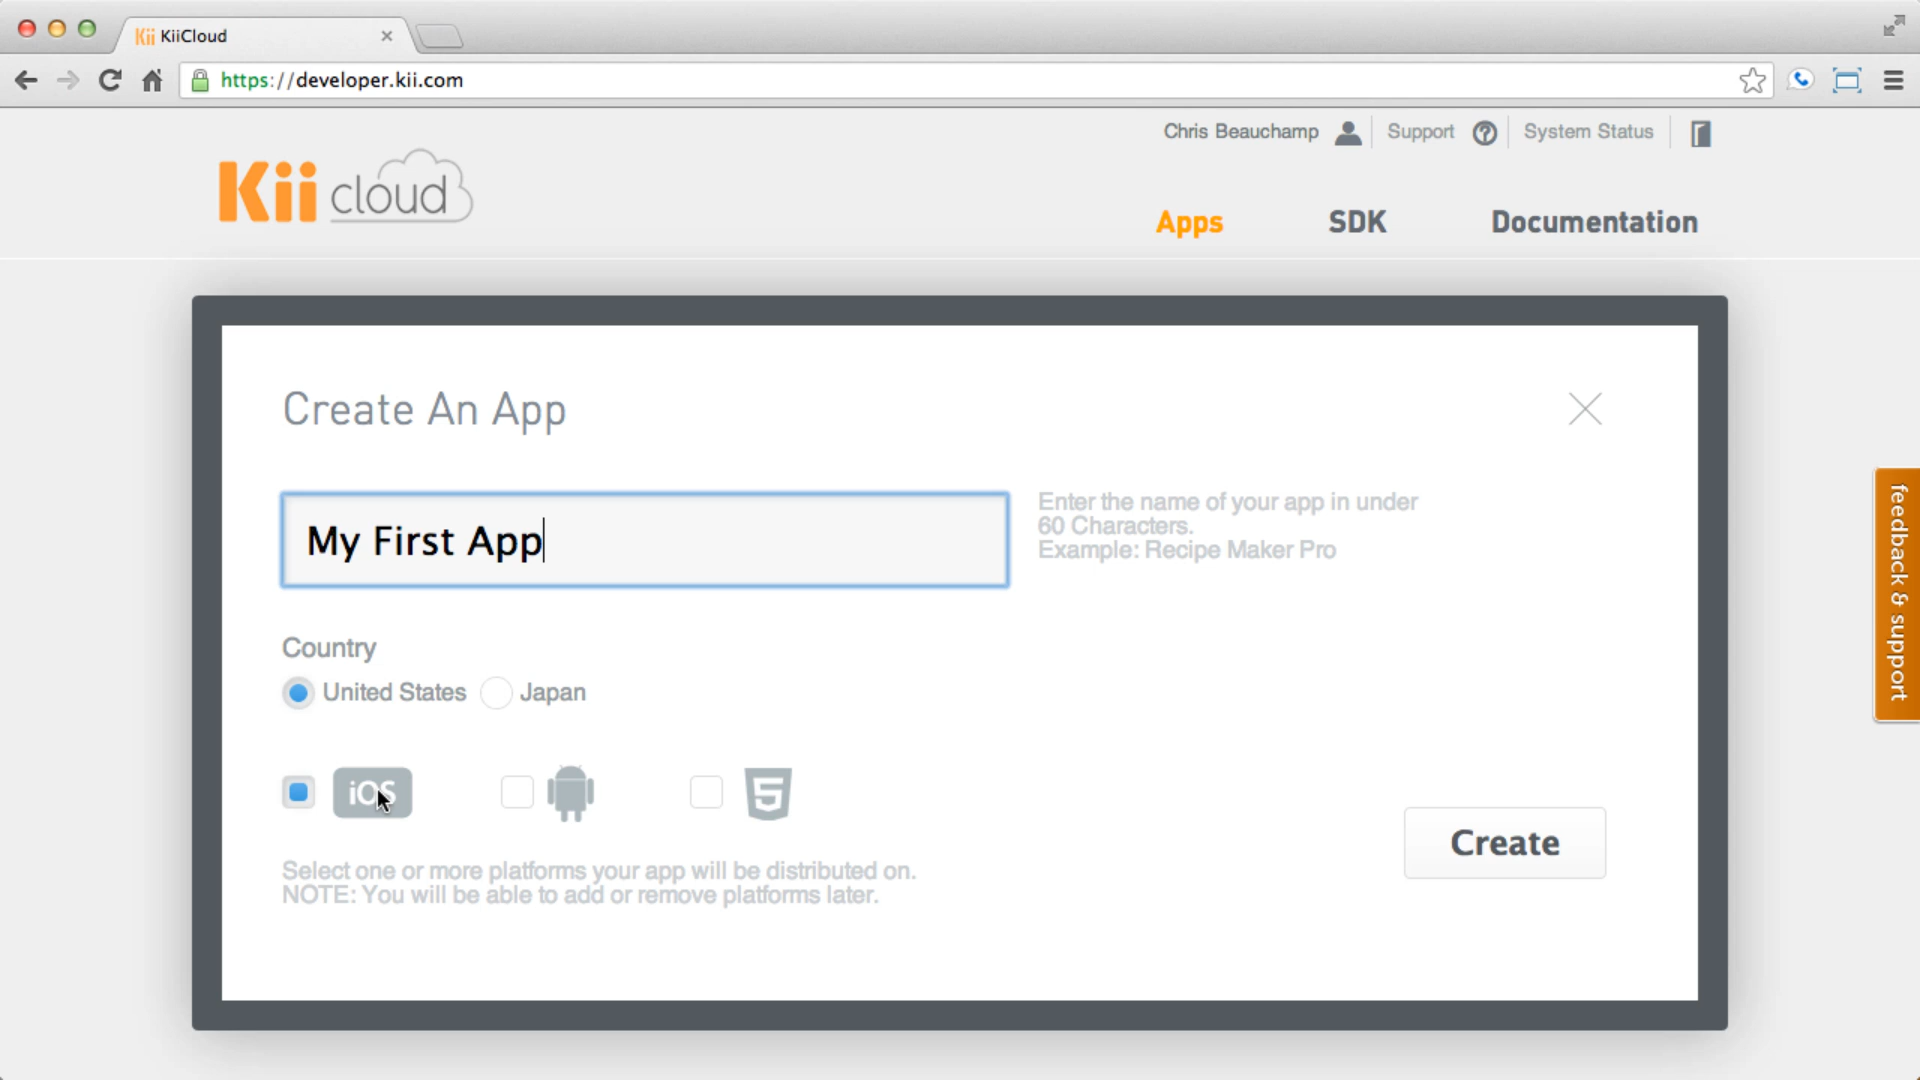 Kii KiiCloud
https://developer.kii.com
Chris Beauchamp Support ? System Status
Kii cloud
Apps SDK Documentation
Create An App
My First App
Enter the name of your app in under
60 Characters.
Example: Recipe Maker Pro
Country
United States Japan
iOS 5
Select one or more platforms your app will be distributed on.
NOTE: You will be able to add or remove platforms later.
Create
feedback & support